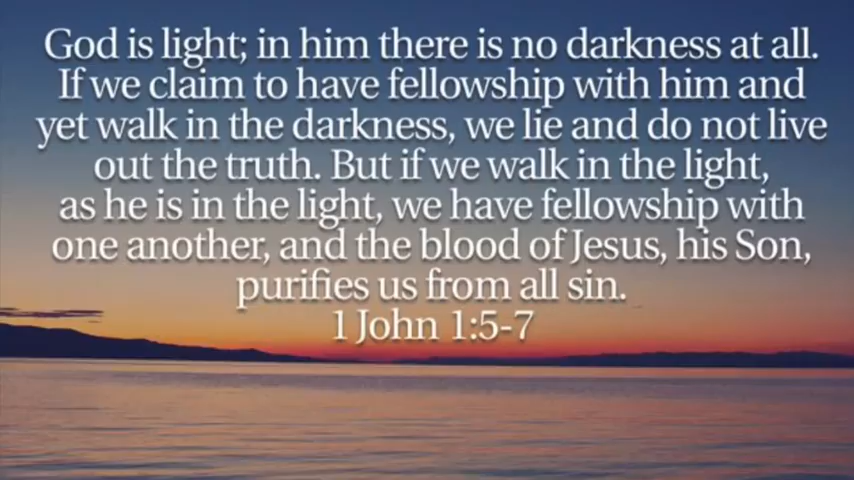 God is light; in him there is no darkness at all.
If we claim to have fellowship with him and
yet walk in the darkness, we lie and do not live
out the truth. But if we walk in the light,
as he is in the light, we have fellowship with
one another, and the blood of Jesus, his Son,
purifies us from all sin.
1 John 1:5-7